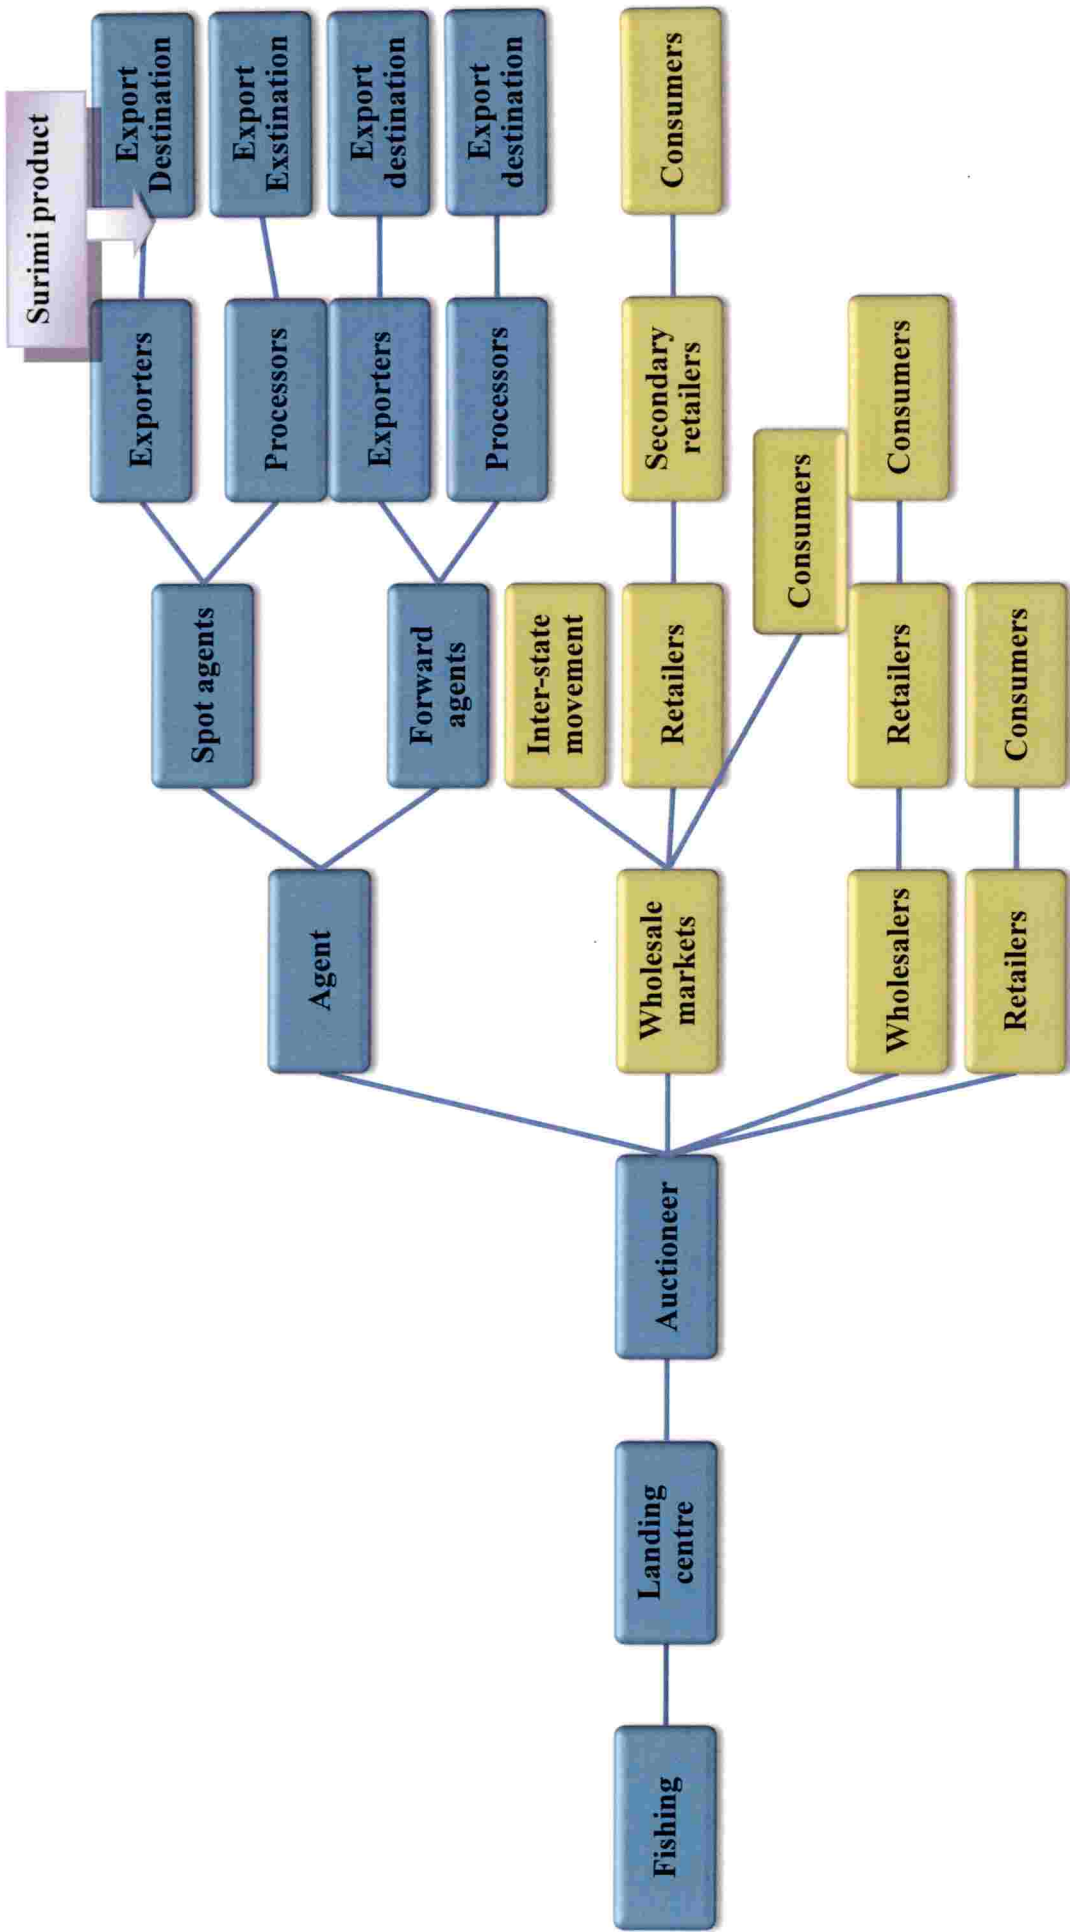 Fishing
Landing
centre
Auctioneer
Agent
Spot agents
Exporters
Surimi product
Export
Destination
Processors
Export
Exstination
Forward
agents
Exporters
Export
destination
Processors
Export
destination
Wholesale
markets
Inter-state
movement
Retailers
Secondary
retailers
Consumers
Consumers
Wholesalers
Retailers
Consumers
Retailers
Consumers